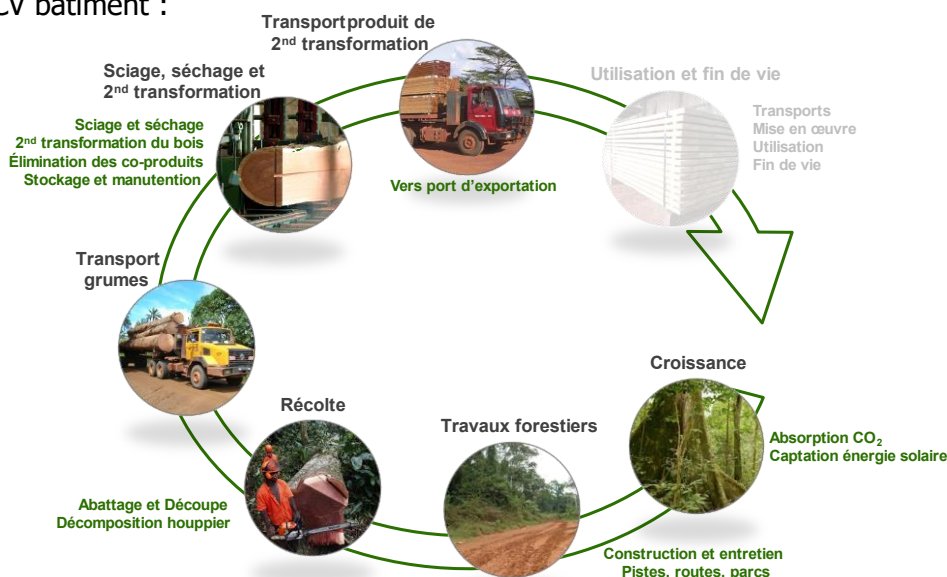 CV bâtiment :
Transport produit de
2nd transformation
Sciage, séchage et
2nd transformation
Utilisation et fin de vie
Sciage et séchage
2nd transformation du bois
Élimination des co-produits
Stockage et manutention
Transports
Mise en œuvre
Utilisation
Fin de vie
Vers port d'exportation
Transport
grumes
Croissance
Récolte
Travaux forestiers
Absorption CO₂
Captation énergie solaire
Abattage et Découpe
Décomposition houppier
Construction et entretien
Pistes, routes, parcs